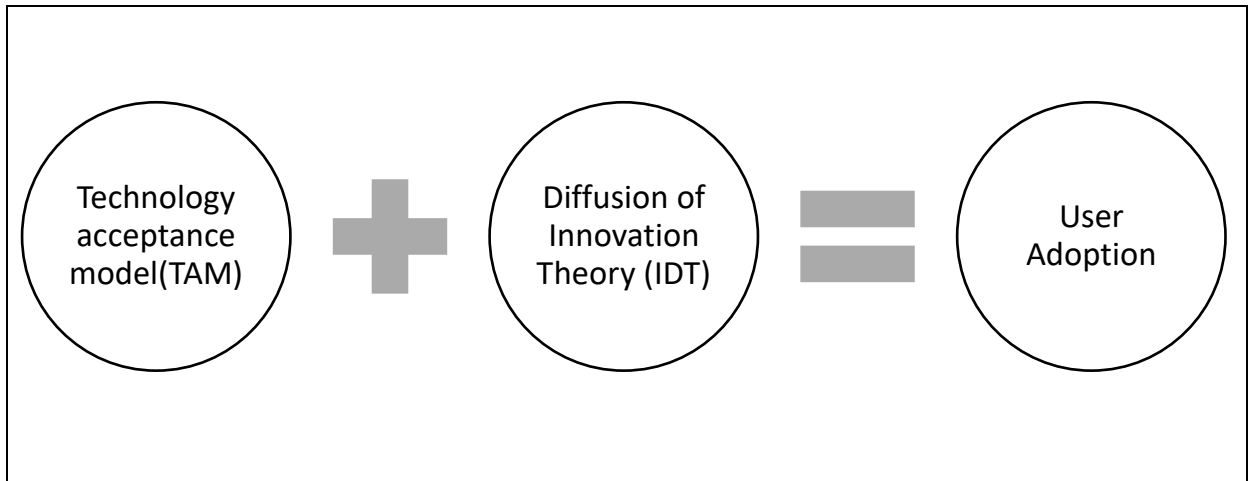 Technology
acceptance
model(TAM)
Diffusion of
Innovation
Theory (IDT)
User
Adoption